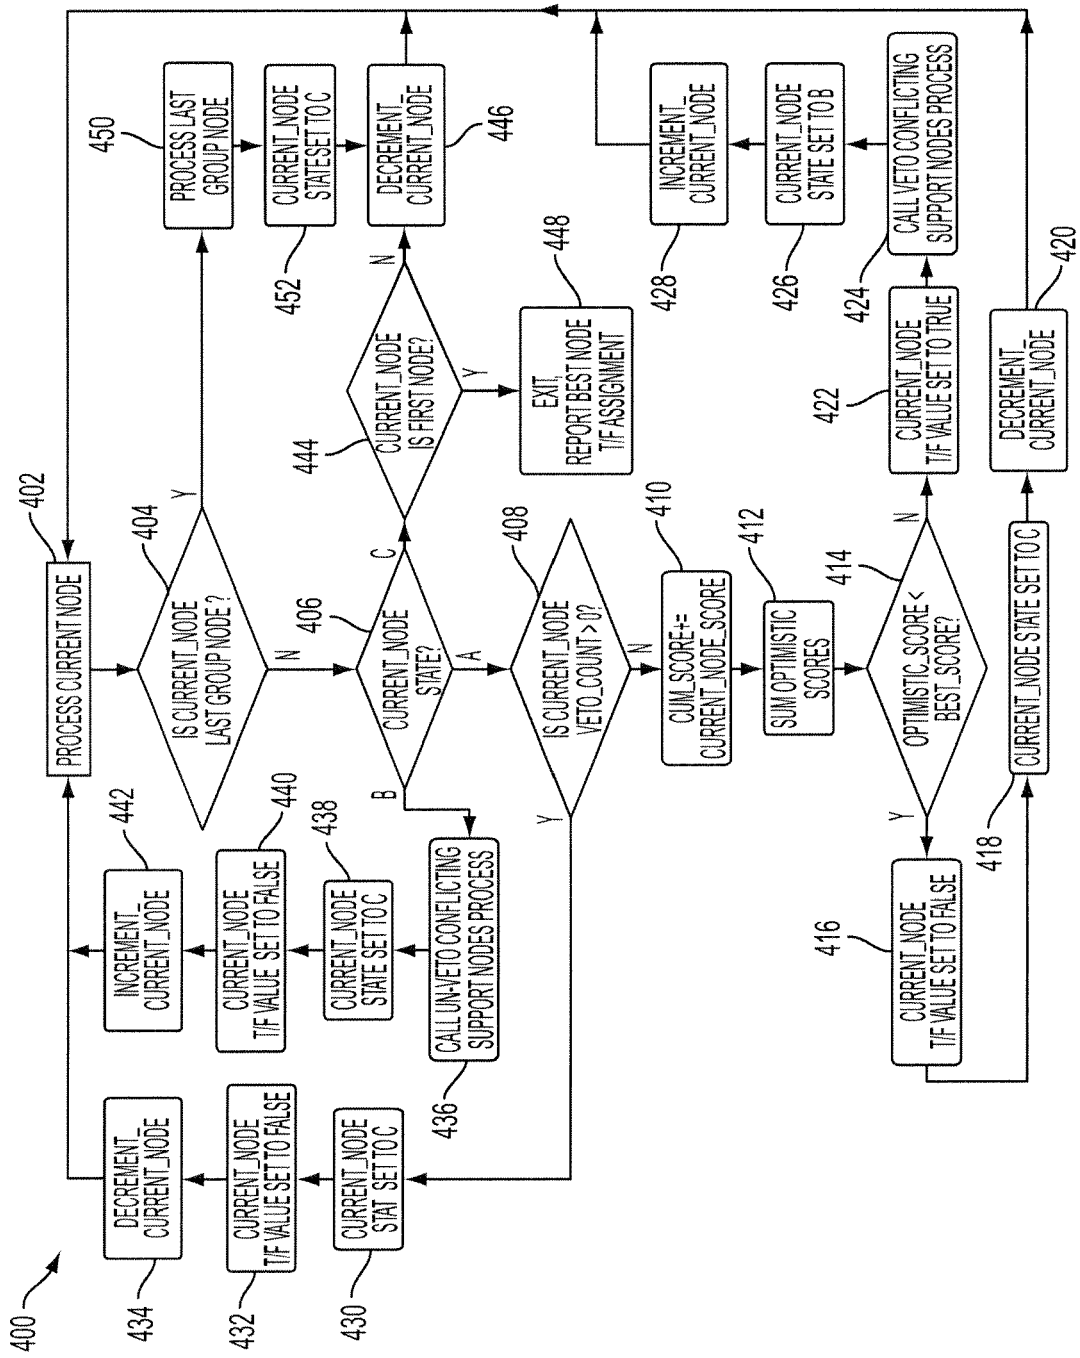 400
402
PROCESS CURRENT NODE
404
IS CURRENT_NODE
LAST GROUP NODE ?
Y
N
450
PROCESS LAST
GROUP NODE
452
CURRENT_NODE
STATE SET TO C
446
DECREMENT_
CURRENT_NODE
406
CURRENT_NODE
STATE?
A
B
C
444
CURRENT_NODE
IS FIRST NODE?
N
Y
448
EXIT,
REPORT BEST NODE
T/F ASSIGNMENT
408
IS CURRENT_NODE
VETO_COUNT > 0?
Y
N
434
DECREMENT_
CURRENT_NODE
432
CURRENT_NODE
T/F VALUE SET TO FALSE
430
CURRENT_NODE
STAT SET TO C
442
INCREMENT_
CURRENT_NODE
440
CURRENT_NODE
T/F VALUE SET TO FALSE
438
CURRENT_NODE
STATE SET TO C
436
CALL UN-VETO CONFLICTING
SUPPORT NODES PROCESS
410
CUM_SCORE+=
CURRENT_NODE_SCORE
412
SUM OPTIMISTIC
SCORES
414
OPTIMISTIC_SCORE <
BEST_SCORE?
Y
N
416
CURRENT_NODE
T/F VALUE SET TO FALSE
418
CURRENT_NODE STATE SET TO C
420
DECREMENT_
CURRENT_NODE
422
CURRENT_NODE
T/F VALUE SET TO TRUE
424
CALL VETO CONFLICTING
SUPPORT NODES PROCESS
426
CURRENT_NODE
STATE SET TO B
428
INCREMENT_
CURRENT_NODE